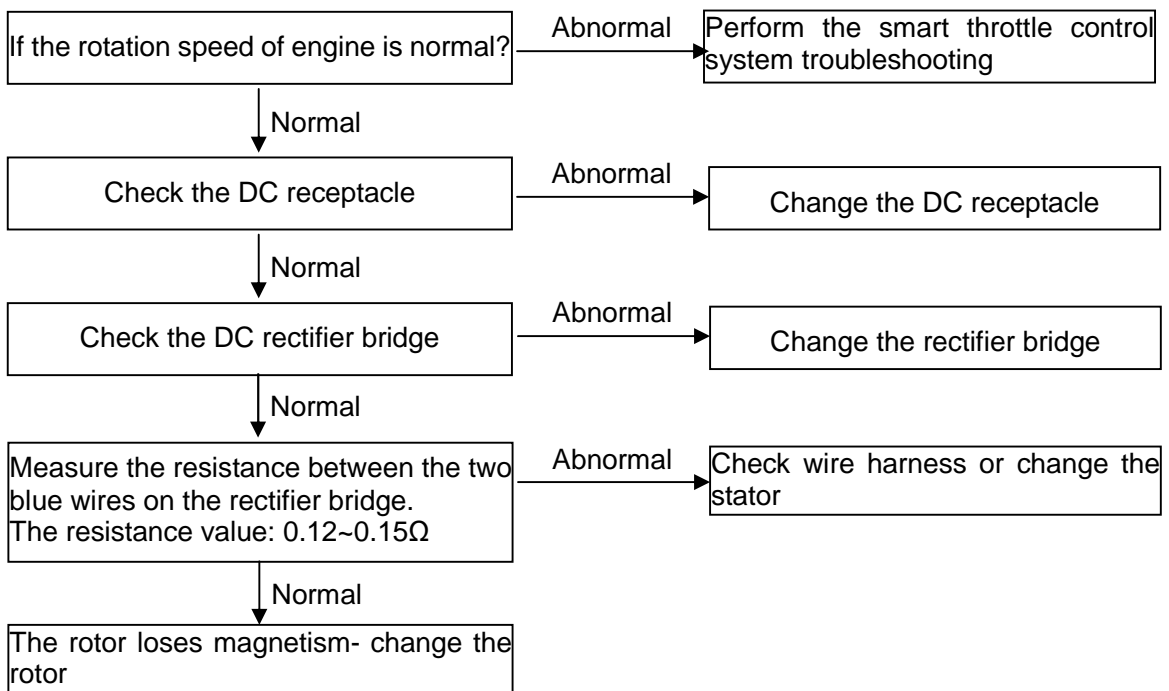 If the rotation speed of engine is normal?
Abnormal
Perform the smart throttle control
system troubleshooting
Normal
Check the DC receptacle
Abnormal
Change the DC receptacle
Normal
Check the DC rectifier bridge
Abnormal
Change the rectifier bridge
Normal
Measure the resistance between the two
blue wires on the rectifier bridge.
The resistance value: 0.12~0.15Ω
Abnormal
Check wire harness or change the
stator
Normal
The rotor loses magnetism- change the
rotor